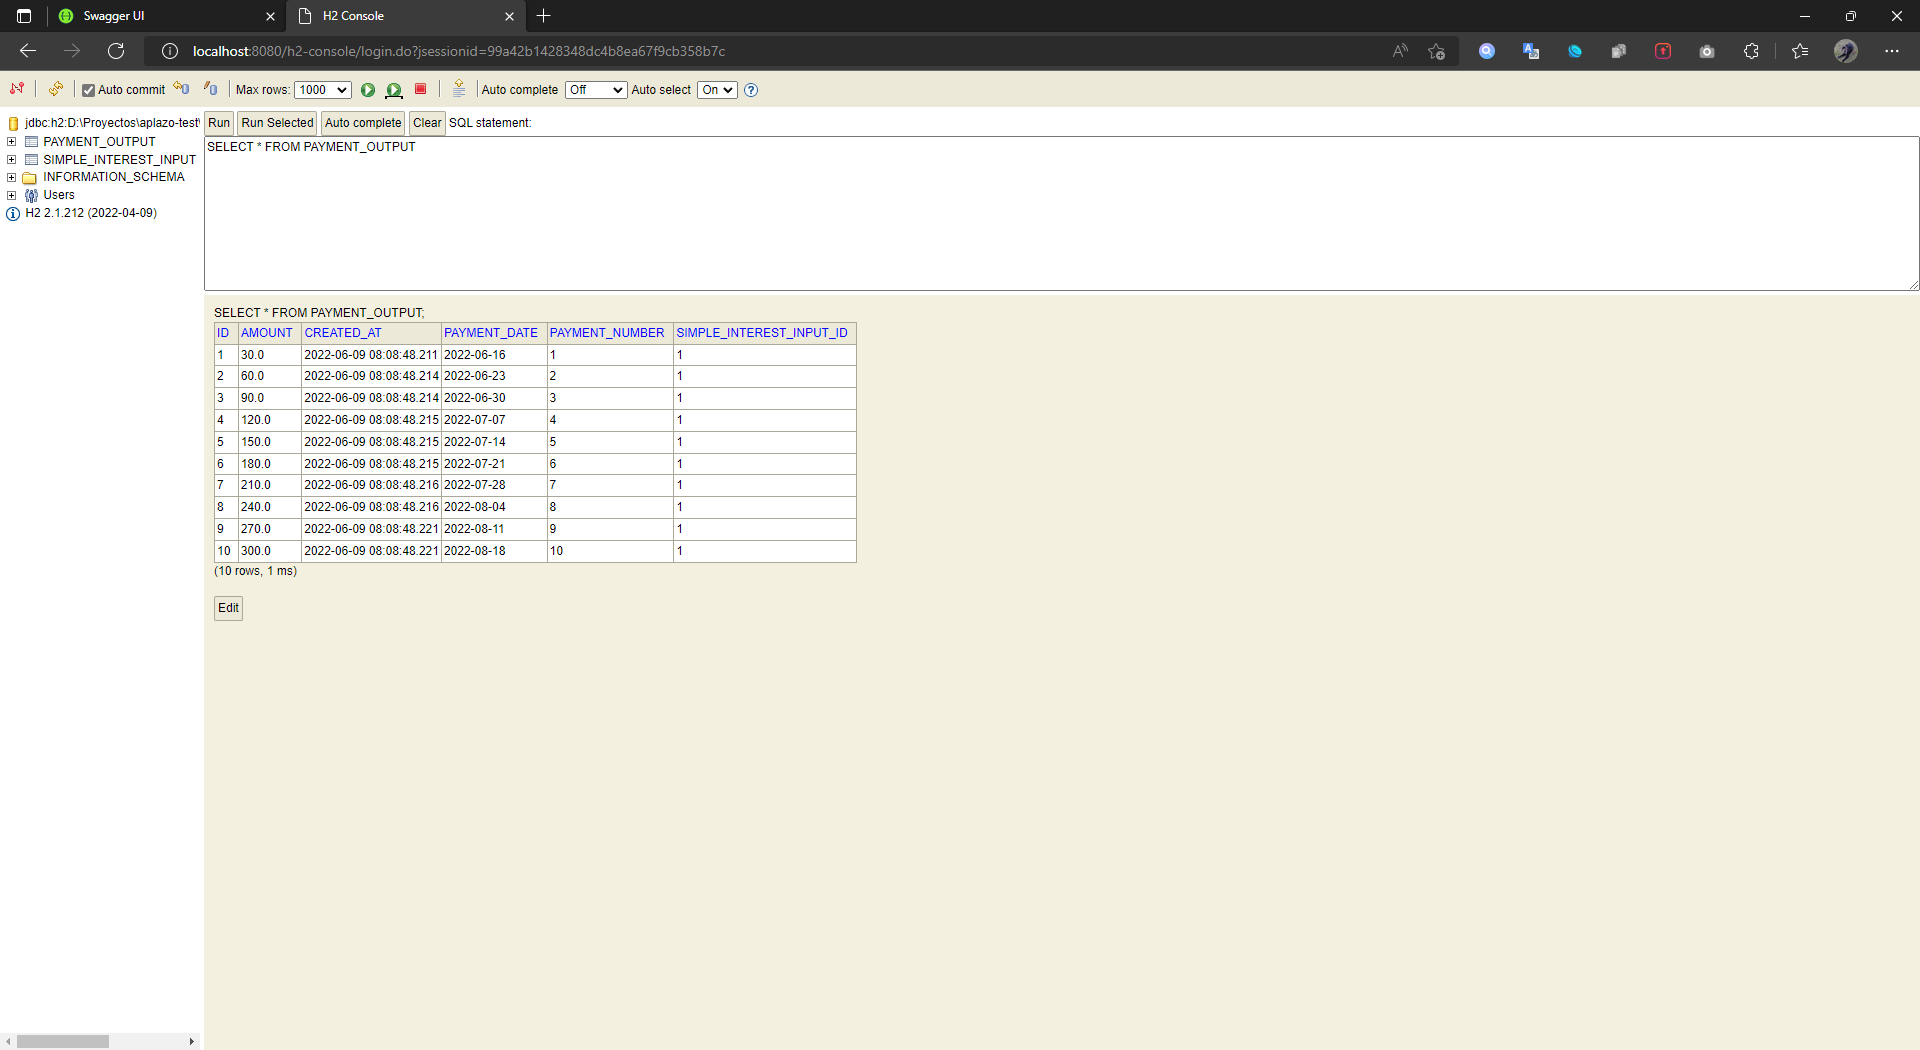 Swagger UI
H2 Console
localhost:8080/h2-console/login.do?jsessionid=99a42b1428348dc4b8ea67f9cb358b7c
Auto commit Max rows: 1000 Auto complete Off Auto select On
jdbc:h2:D:\Proyectos\aplazo-test\
PAYMENT_OUTPUT
SIMPLE_INTEREST_INPUT
INFORMATION_SCHEMA
Users
H2 2.1.212 (2022-04-09)
Run Run Selected Auto complete Clear SQL statement:
SELECT * FROM PAYMENT_OUTPUT
SELECT * FROM PAYMENT_OUTPUT;
ID AMOUNT CREATED_AT PAYMENT_DATE PAYMENT_NUMBER SIMPLE_INTEREST_INPUT_ID
1 30.0 2022-06-09 08:08:48.211 2022-06-16 1 1
2 60.0 2022-06-09 08:08:48.214 2022-06-23 2 1
3 90.0 2022-06-09 08:08:48.214 2022-06-30 3 1
4 120.0 2022-06-09 08:08:48.215 2022-07-07 4 1
5 150.0 2022-06-09 08:08:48.215 2022-07-14 5 1
6 180.0 2022-06-09 08:08:48.215 2022-07-21 6 1
7 210.0 2022-06-09 08:08:48.216 2022-07-28 7 1
8 240.0 2022-06-09 08:08:48.216 2022-08-04 8 1
9 270.0 2022-06-09 08:08:48.221 2022-08-11 9 1
10 300.0 2022-06-09 08:08:48.221 2022-08-18 10 1
(10 rows, 1 ms)
Edit